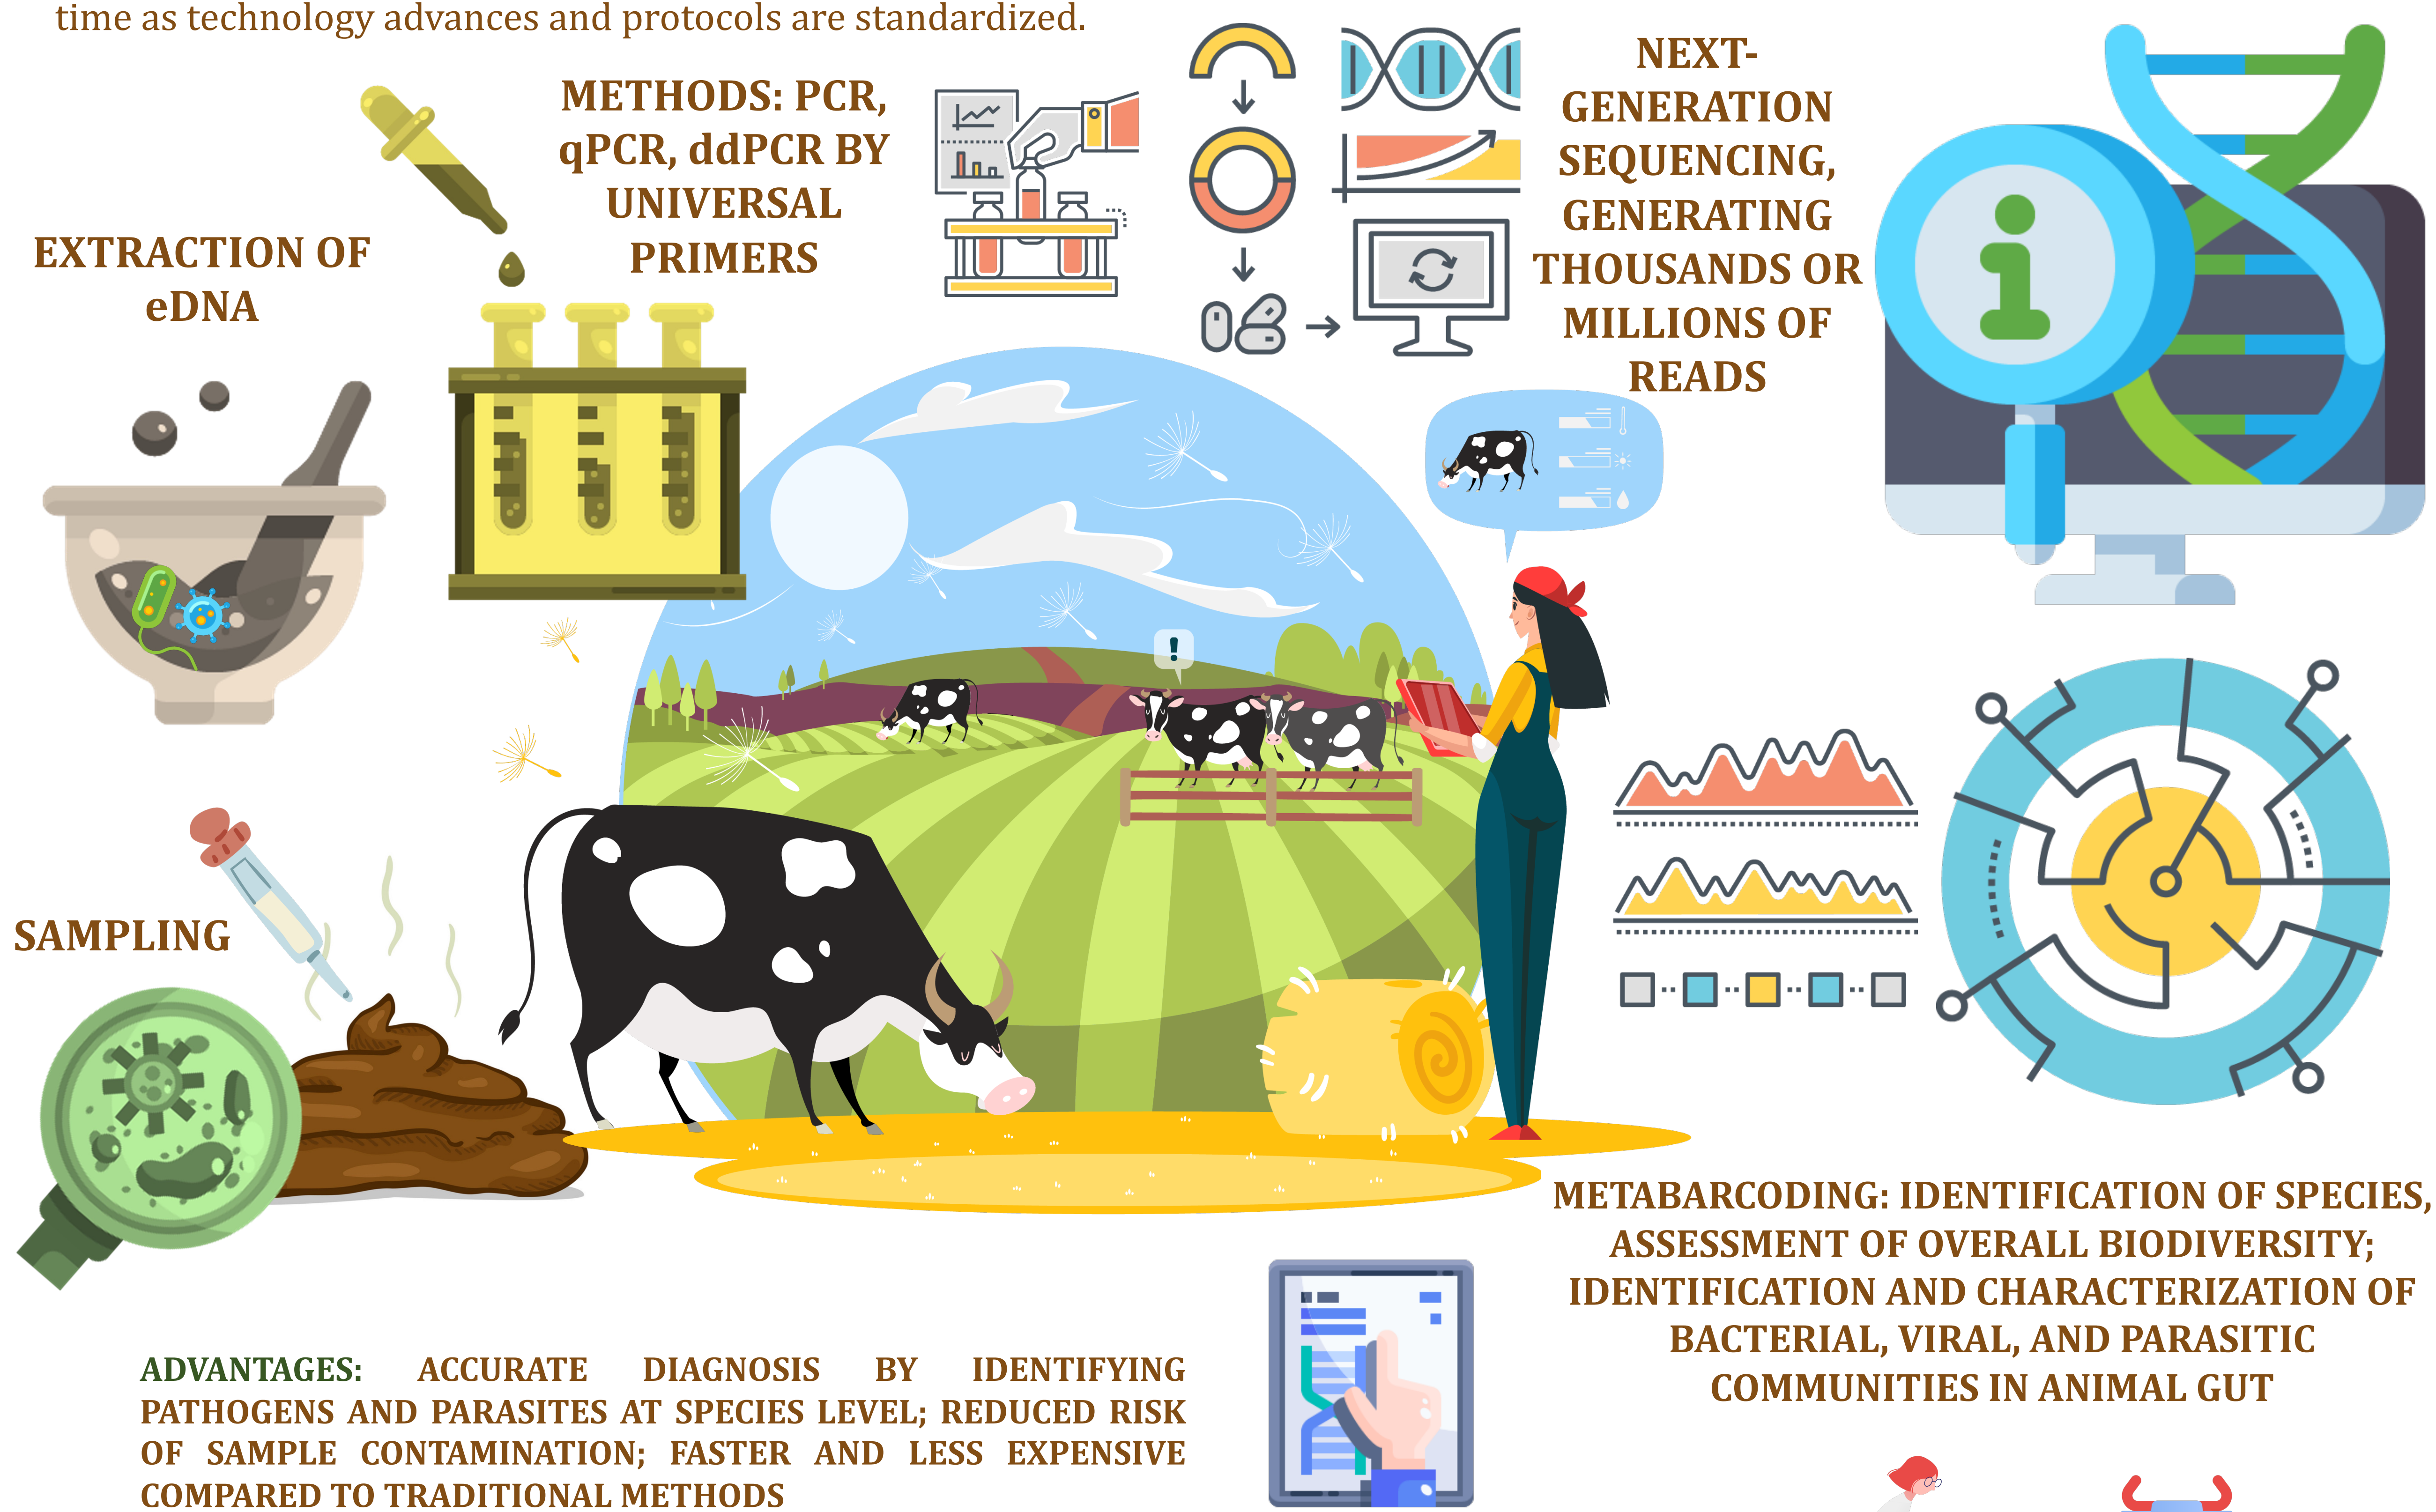 time as technology advances and protocols are standardized.
METHODS: PCR,
qPCR, ddPCR BY
UNIVERSAL
PRIMERS
NEXT-
GENERATION
SEQUENCING,
GENERATING
THOUSANDS OR
MILLIONS OF
READS
EXTRACTION OF
eDNA
!
SAMPLING
METABARCODING: IDENTIFICATION OF SPECIES,
ASSESSMENT OF OVERALL BIODIVERSITY;
IDENTIFICATION AND CHARACTERIZATION OF
BACTERIAL, VIRAL, AND PARASITIC
COMMUNITIES IN ANIMAL GUT
ADVANTAGES: ACCURATE DIAGNOSIS BY IDENTIFYING
PATHOGENS AND PARASITES AT SPECIES LEVEL; REDUCED RISK
OF SAMPLE CONTAMINATION; FASTER AND LESS EXPENSIVE
COMPARED TO TRADITIONAL METHODS